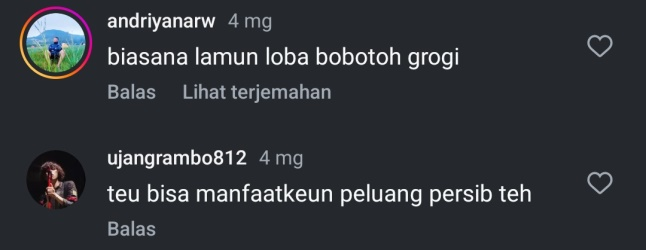 andriyanarw 4 mg
biasana lamun loba bobotoh grogi
Balas Lihat terjemahan
ujangrambo812 4 mg
teu bisa manfaatkeun peluang persib teh
Balas